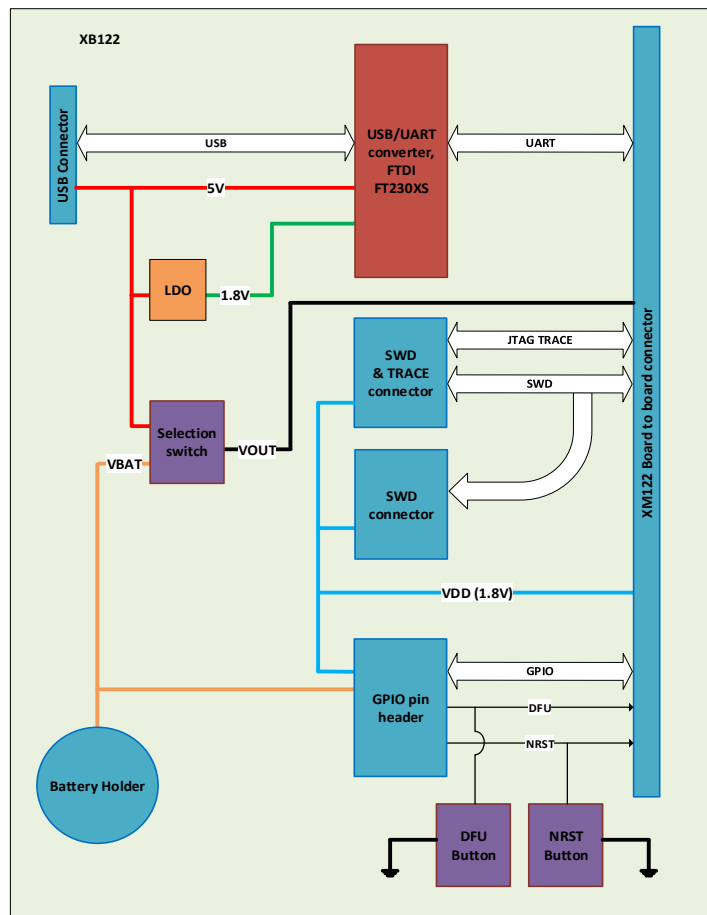 XB122
USB Connector
USB
USB/UART
converter,
FTDI
FT230XS
UART
5V
LDO
1.8V
SWD
& TRACE
connector
JTAG TRACE
SWD
Selection
switch
VBAT
VOUT
SWD
connector
XM122 Board to board connector
VDD (1.8V)
GPIO pin
header
GPIO
DFU
NRST
Battery Holder
DFU
Button
NRST
Button